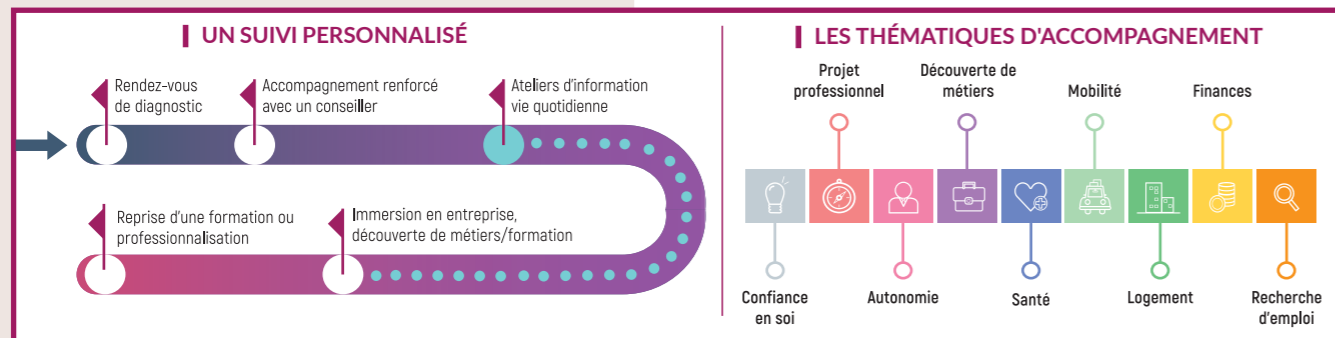 UN SUIVI PERSONNALISÉ
Rendez-vous
de diagnostic
Accompagnement renforcé
avec un conseiller
Ateliers d'information
vie quotidienne
Reprise d'une formation ou
professionnalisation
Immersion en entreprise,
découverte de métiers/formation
LES THÉMATIQUES D'ACCOMPAGNEMENT
Projet
professionnel
Découverte de
métiers
Mobilité
Finances
Confiance
en soi
Autonomie
Santé
Logement
Recherche
d'emploi